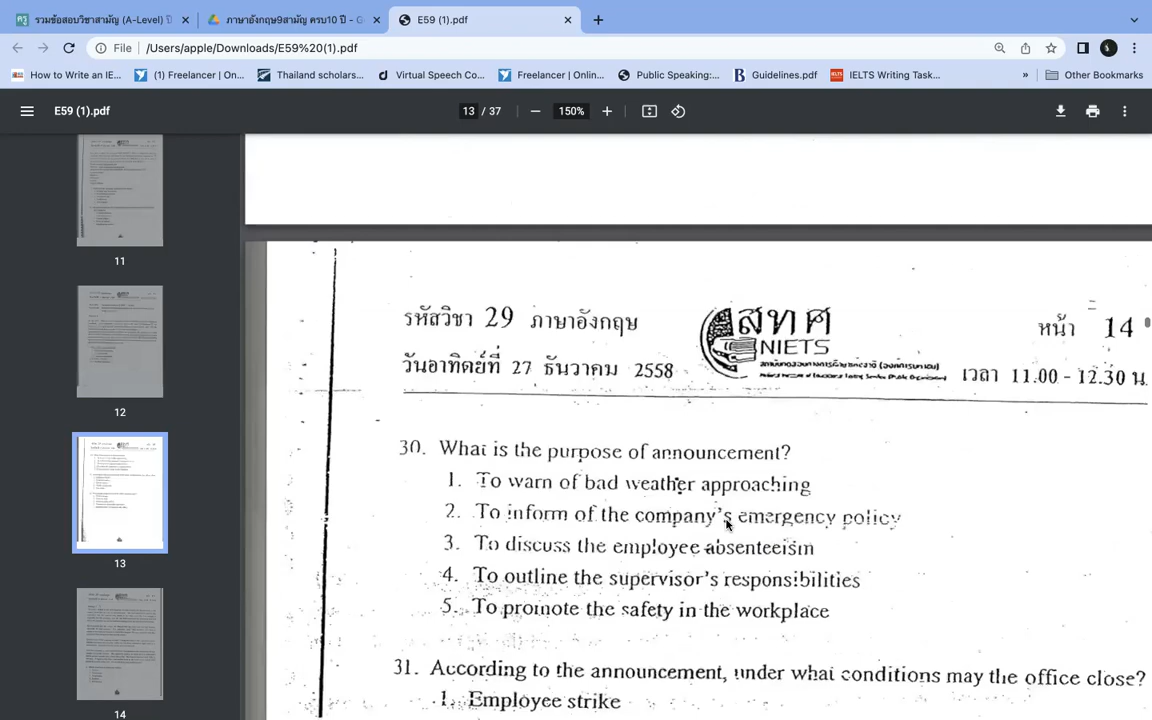 รวมข้อสอบวิชาสามัญ (A-Level) ปี
ภาษาอังกฤษ9สามัญ ครบ10 ปี - G
E59 (1).pdf
File /Users/apple/Downloads/E59%20(1).pdf
How to Write an IE... (1) Freelancer | On... Thailand scholars... Virtual Speech Co... Freelancer | Onlin... Public Speaking:... Guidelines.pdf IELTS Writing Task... » Other Bookmarks
E59 (1).pdf 13 / 37 150%
11
12
13
14
รหัสวิชา 29 ภาษาอังกฤษ สทศ หน้า 14
NIETS
วันอาทิตย์ที่ 27 ธันวาคม 2558 เวลา 11.00 - 12.30 น.
30. What is the purpose of announcement?
1. To warn of bad weather approaching
2. To inform of the company's emergency policy
3. To discuss the employee absenteeism
4. To outline the supervisor's responsibilities
5. To promote the safety in the workplace
31. According to the announcement, under what conditions may the office close?
1. Employee strike